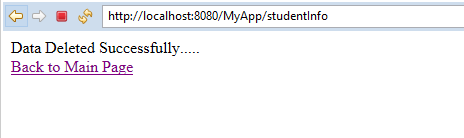 http://localhost:8080/MyApp/studentInfo
Data Deleted Successfully.....
Back to Main Page